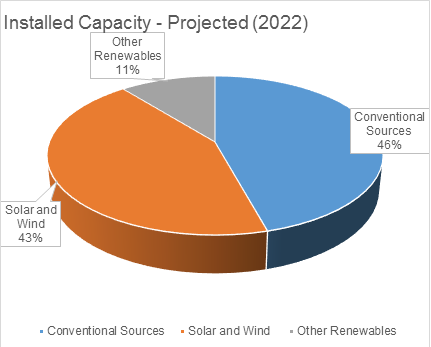 Installed Capacity - Projected (2022)
Other
Renewables
11%
Conventional
Sources
46%
Solar and
Wind
43%
Conventional Sources
Solar and Wind
Other Renewables